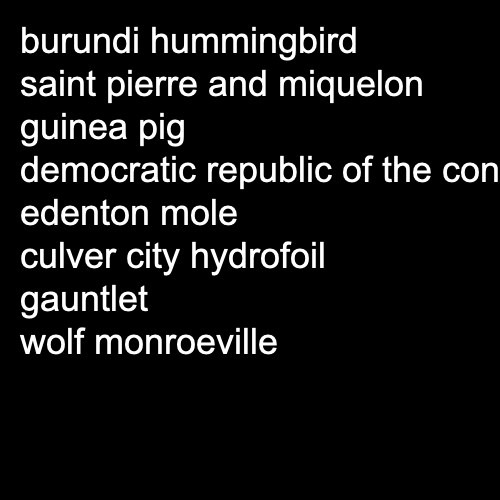 burundi hummingbird
saint pierre and miquelon
guinea pig
democratic republic of the con
edenton mole
culver city hydrofoil
gauntlet
wolf monroeville